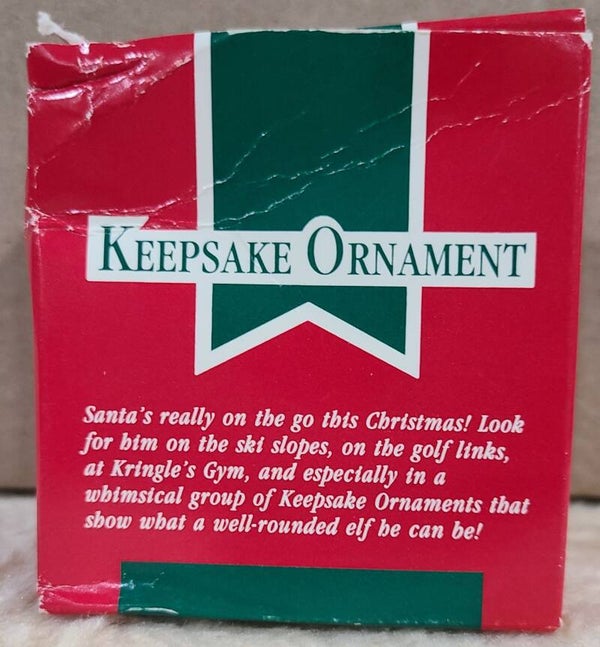 KEEPSAKE ORNAMENT
Santa's really on the go this Christmas! Look
for him on the ski slopes, on the golf links,
at Kringle's Gym, and especially in a
whimsical group of Keepsake Ornaments that
show what a well-rounded elf he can be!